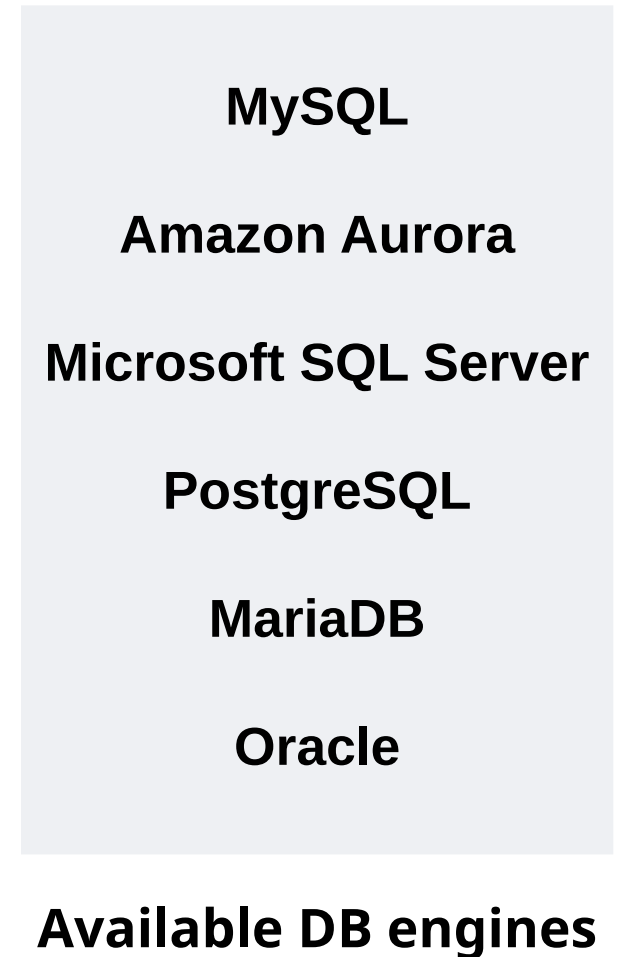 MySQL
Amazon Aurora
Microsoft SQL Server
PostgreSQL
MariaDB
Oracle
Available DB engines